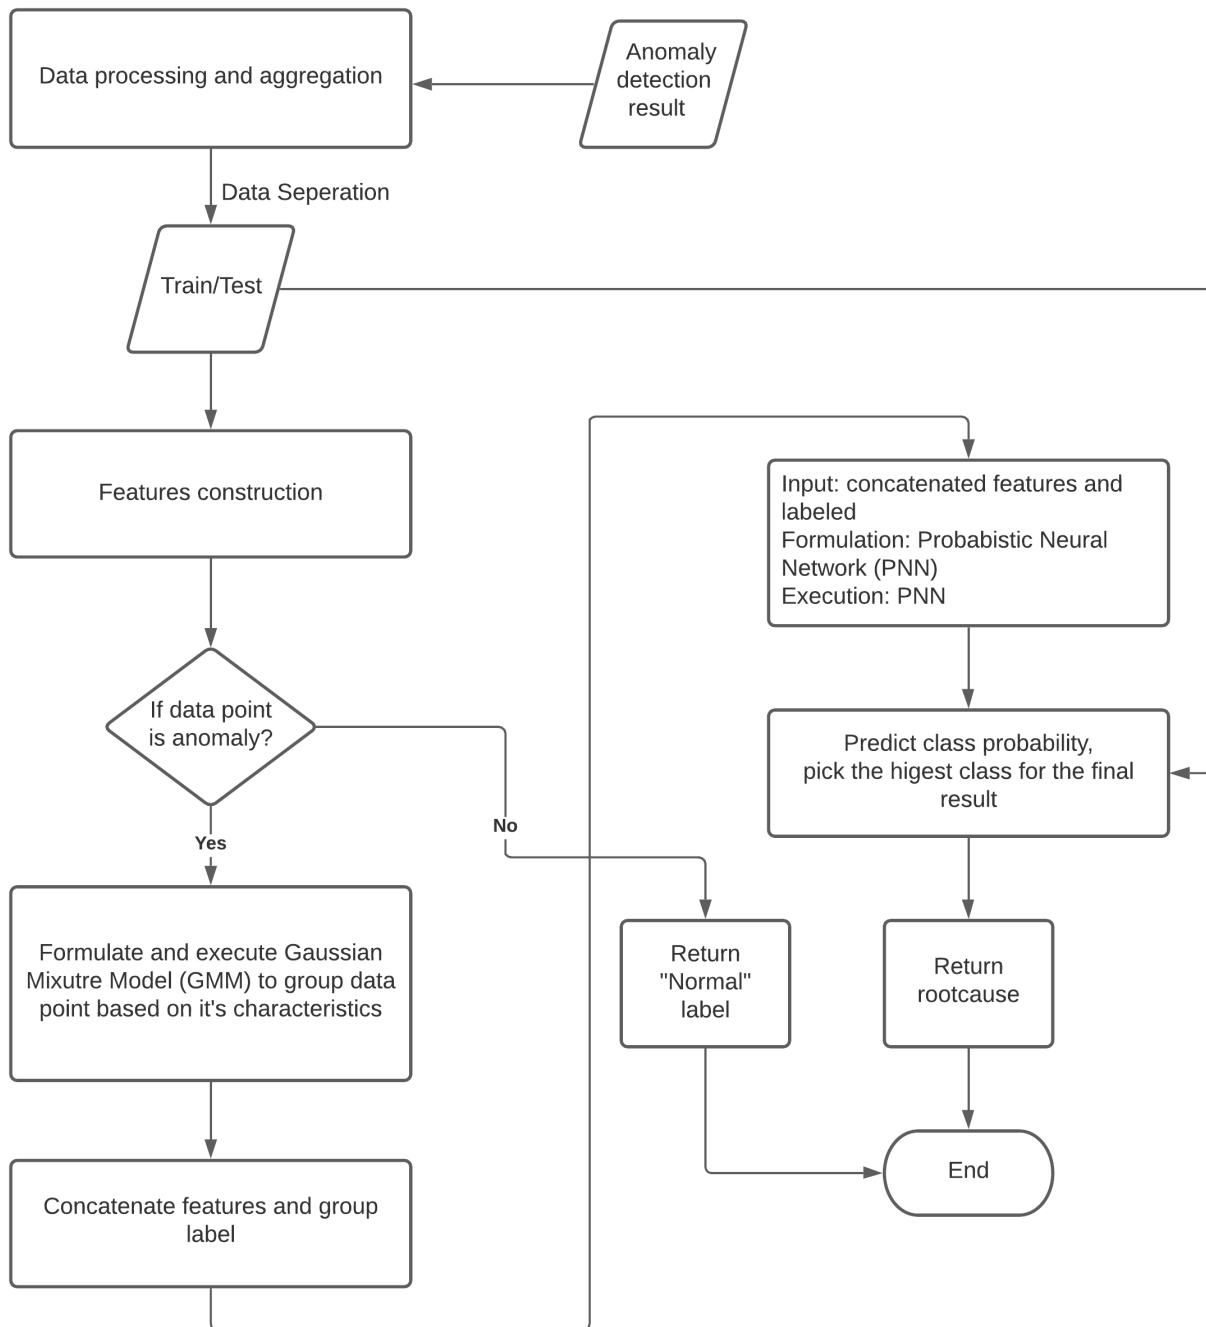 Data processing and aggregation
Anomaly
detection
result
Data Seperation
Train/Test
Features construction
If data point
is anomaly?
Yes
No
Formulate and execute Gaussian
Mixutre Model (GMM) to group data
point based on it's characteristics
Concatenate features and group
label
Input: concatenated features and
labeled
Formulation: Probabistic Neural
Network (PNN)
Execution: PNN
Predict class probability,
pick the higest class for the final
result
Return
"Normal"
label
Return
rootcause
End